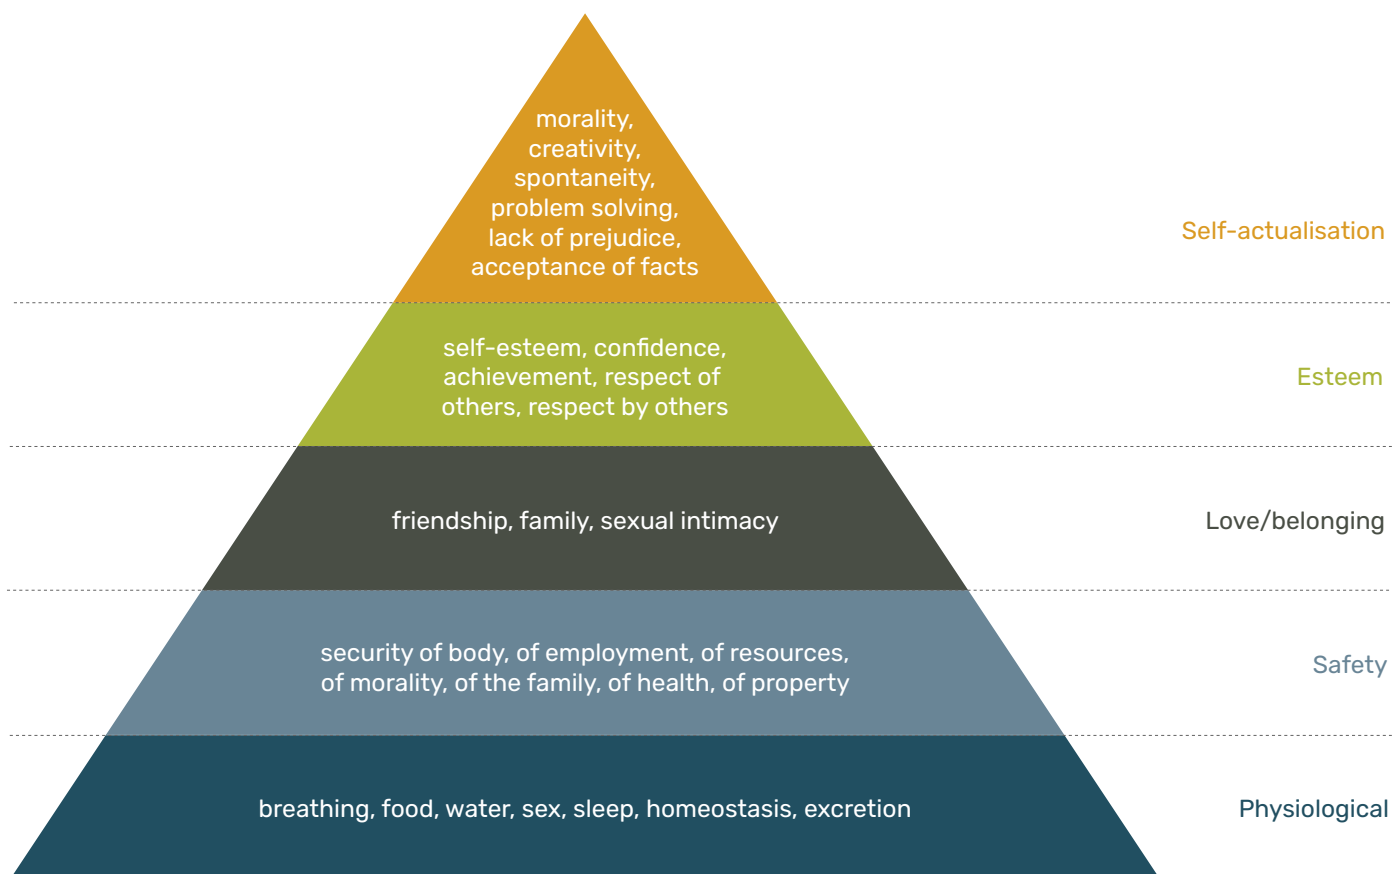 morality,
creativity,
spontaneity,
problem solving,
lack of prejudice,
acceptance of facts
Self-actualisation
self-esteem, confidence,
achievement, respect of
others, respect by others
Esteem
friendship, family, sexual intimacy
Love/belonging
security of body, of employment, of resources,
of morality, of the family, of health, of property
Safety
breathing, food, water, sex, sleep, homeostasis, excretion
Physiological